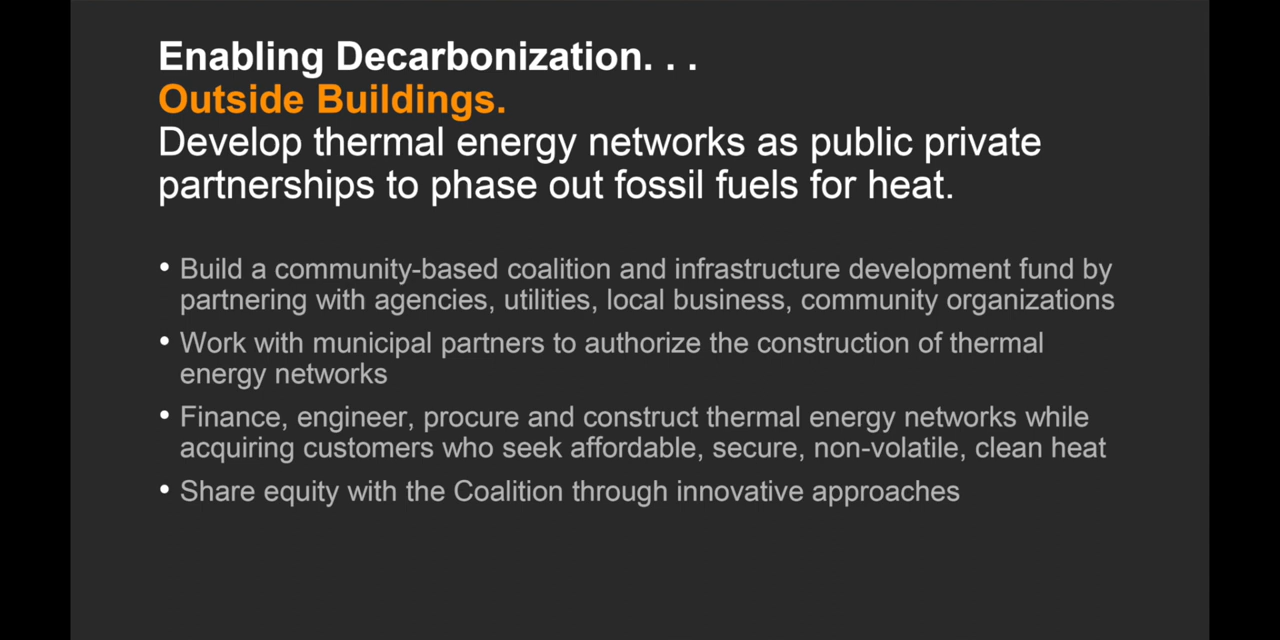 Enabling Decarbonization. . .
Outside Buildings.
Develop thermal energy networks as public private
partnerships to phase out fossil fuels for heat.
• Build a community-based coalition and infrastructure development fund by
partnering with agencies, utilities, local business, community organizations
• Work with municipal partners to authorize the construction of thermal
energy networks
• Finance, engineer, procure and construct thermal energy networks while
acquiring customers who seek affordable, secure, non-volatile, clean heat
• Share equity with the Coalition through innovative approaches